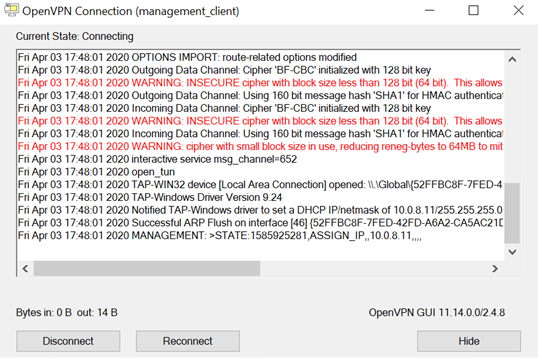 OpenVPN Connection (management_client)
Current State: Connecting
Fri Apr 03 17:48:01 2020 OPTIONS IMPORT: route-related options modified
Fri Apr 03 17:48:01 2020 Outgoing Data Channel: Cipher 'BF-CBC' initialized with 128 bit key
Fri Apr 03 17:48:01 2020 WARNING: INSECURE cipher with block size less than 128 bit (64 bit).  This allows
Fri Apr 03 17:48:01 2020 Outgoing Data Channel: Using 160 bit message hash 'SHA1' for HMAC authenticat
Fri Apr 03 17:48:01 2020 Incoming Data Channel: Cipher 'BF-CBC' initialized with 128 bit key
Fri Apr 03 17:48:01 2020 WARNING: INSECURE cipher with block size less than 128 bit (64 bit).  This allows
Fri Apr 03 17:48:01 2020 Incoming Data Channel: Using 160 bit message hash 'SHA1' for HMAC authenticat
Fri Apr 03 17:48:01 2020 WARNING: cipher with small block size in use, reducing reneg-bytes to 64MB to mit
Fri Apr 03 17:48:01 2020 interactive service msg_channel=652
Fri Apr 03 17:48:01 2020 open_tun
Fri Apr 03 17:48:01 2020 TAP-WIN32 device [Local Area Connection] opened: \\.\Global\{52FFBC8F-7FED-4
Fri Apr 03 17:48:01 2020 TAP-Windows Driver Version 9.24
Fri Apr 03 17:48:01 2020 Notified TAP-Windows driver to set a DHCP IP/netmask of 10.0.8.11/255.255.255.0
Fri Apr 03 17:48:01 2020 Successful ARP Flush on interface [46] {52FFBC8F-7FED-42FD-A6A2-CA5AC21D
Fri Apr 03 17:48:01 2020 MANAGEMENT: >STATE:1585925281,ASSIGN_IP,,10.0.8.11,,,,
Bytes in: 0 B  out: 14 B
OpenVPN GUI 11.14.0.0/2.4.8
Disconnect
Reconnect
Hide